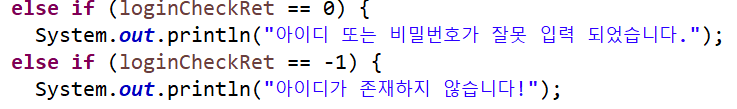 else if (loginCheckRet == 0) {
System.out.println("아이디 또는 비밀번호가 잘못 입력 되었습니다.");
else if (loginCheckRet == -1) {
System.out.println("아이디가 존재하지 않습니다!");